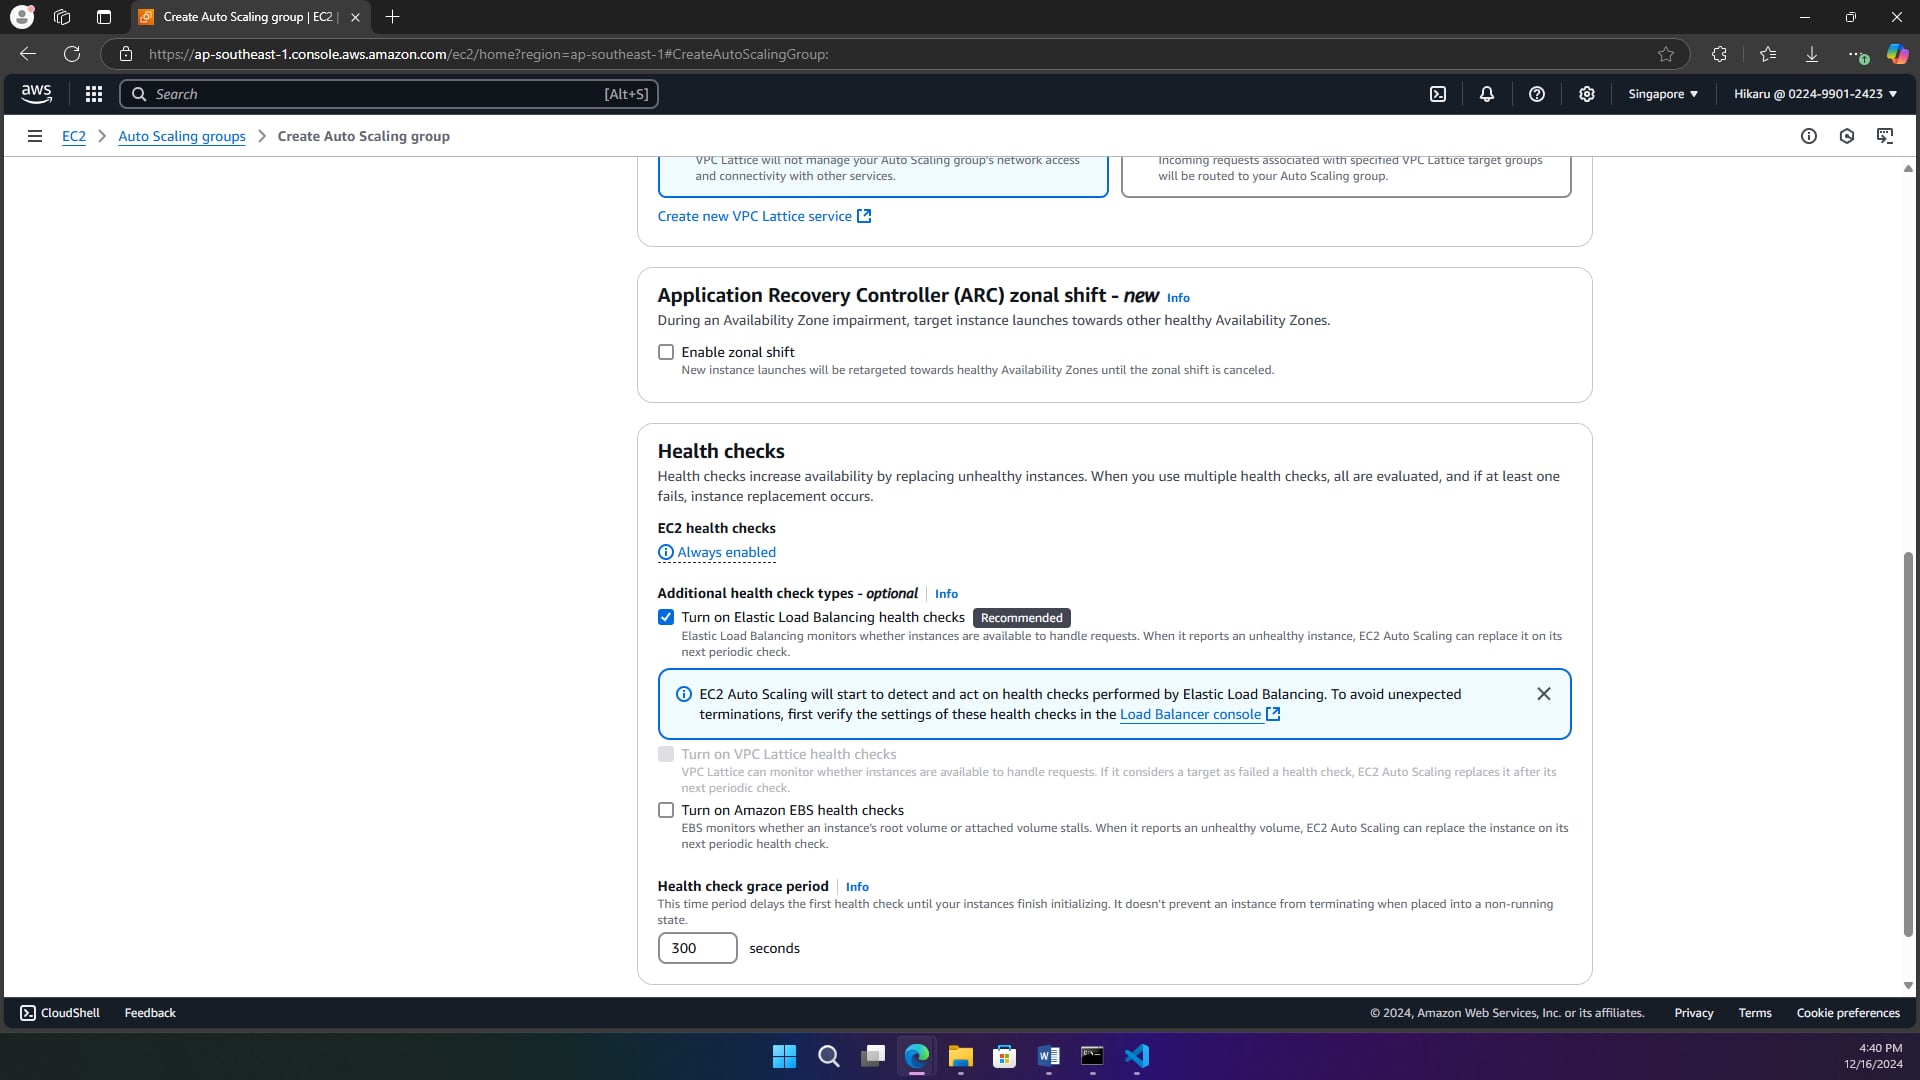 Create Auto Scaling group | EC2 |
https://ap-southeast-1.console.aws.amazon.com/ec2/home?region=ap-southeast-1#CreateAutoScalingGroup:
aws
Search
[Alt+S]
Singapore
Hikaru @ 0224-9901-2423
EC2
Auto Scaling groups
Create Auto Scaling group
VPC Lattice will not manage your Auto Scaling group's network access
and connectivity with other services.
Incoming requests associated with specified VPC Lattice target groups
will be routed to your Auto Scaling group.
Create new VPC Lattice service
Application Recovery Controller (ARC) zonal shift - new Info
During an Availability Zone impairment, target instance launches towards other healthy Availability Zones.
Enable zonal shift
New instance launches will be retargeted towards healthy Availability Zones until the zonal shift is canceled.
Health checks
Health checks increase availability by replacing unhealthy instances. When you use multiple health checks, all are evaluated, and if at least one
fails, instance replacement occurs.
EC2 health checks
Always enabled
Additional health check types - optional Info
Turn on Elastic Load Balancing health checks Recommended
Elastic Load Balancing monitors whether instances are available to handle requests. When it reports an unhealthy instance, EC2 Auto Scaling can replace it on its
next periodic check.
EC2 Auto Scaling will start to detect and act on health checks performed by Elastic Load Balancing. To avoid unexpected
terminations, first verify the settings of these health checks in the Load Balancer console
Turn on VPC Lattice health checks
VPC Lattice can monitor whether instances are available to handle requests. If it considers a target as failed a health check, EC2 Auto Scaling replaces it after its
next periodic check.
Turn on Amazon EBS health checks
EBS monitors whether an instance's root volume or attached volume stalls. When it reports an unhealthy volume, EC2 Auto Scaling can replace the instance on its
next periodic health check.
Health check grace period Info
This time period delays the first health check until your instances finish initializing. It doesn't prevent an instance from terminating when placed into a non-running
state.
300 seconds
CloudShell
Feedback
© 2024, Amazon Web Services, Inc. or its affiliates.
Privacy
Terms
Cookie preferences
4:40 PM
12/16/2024